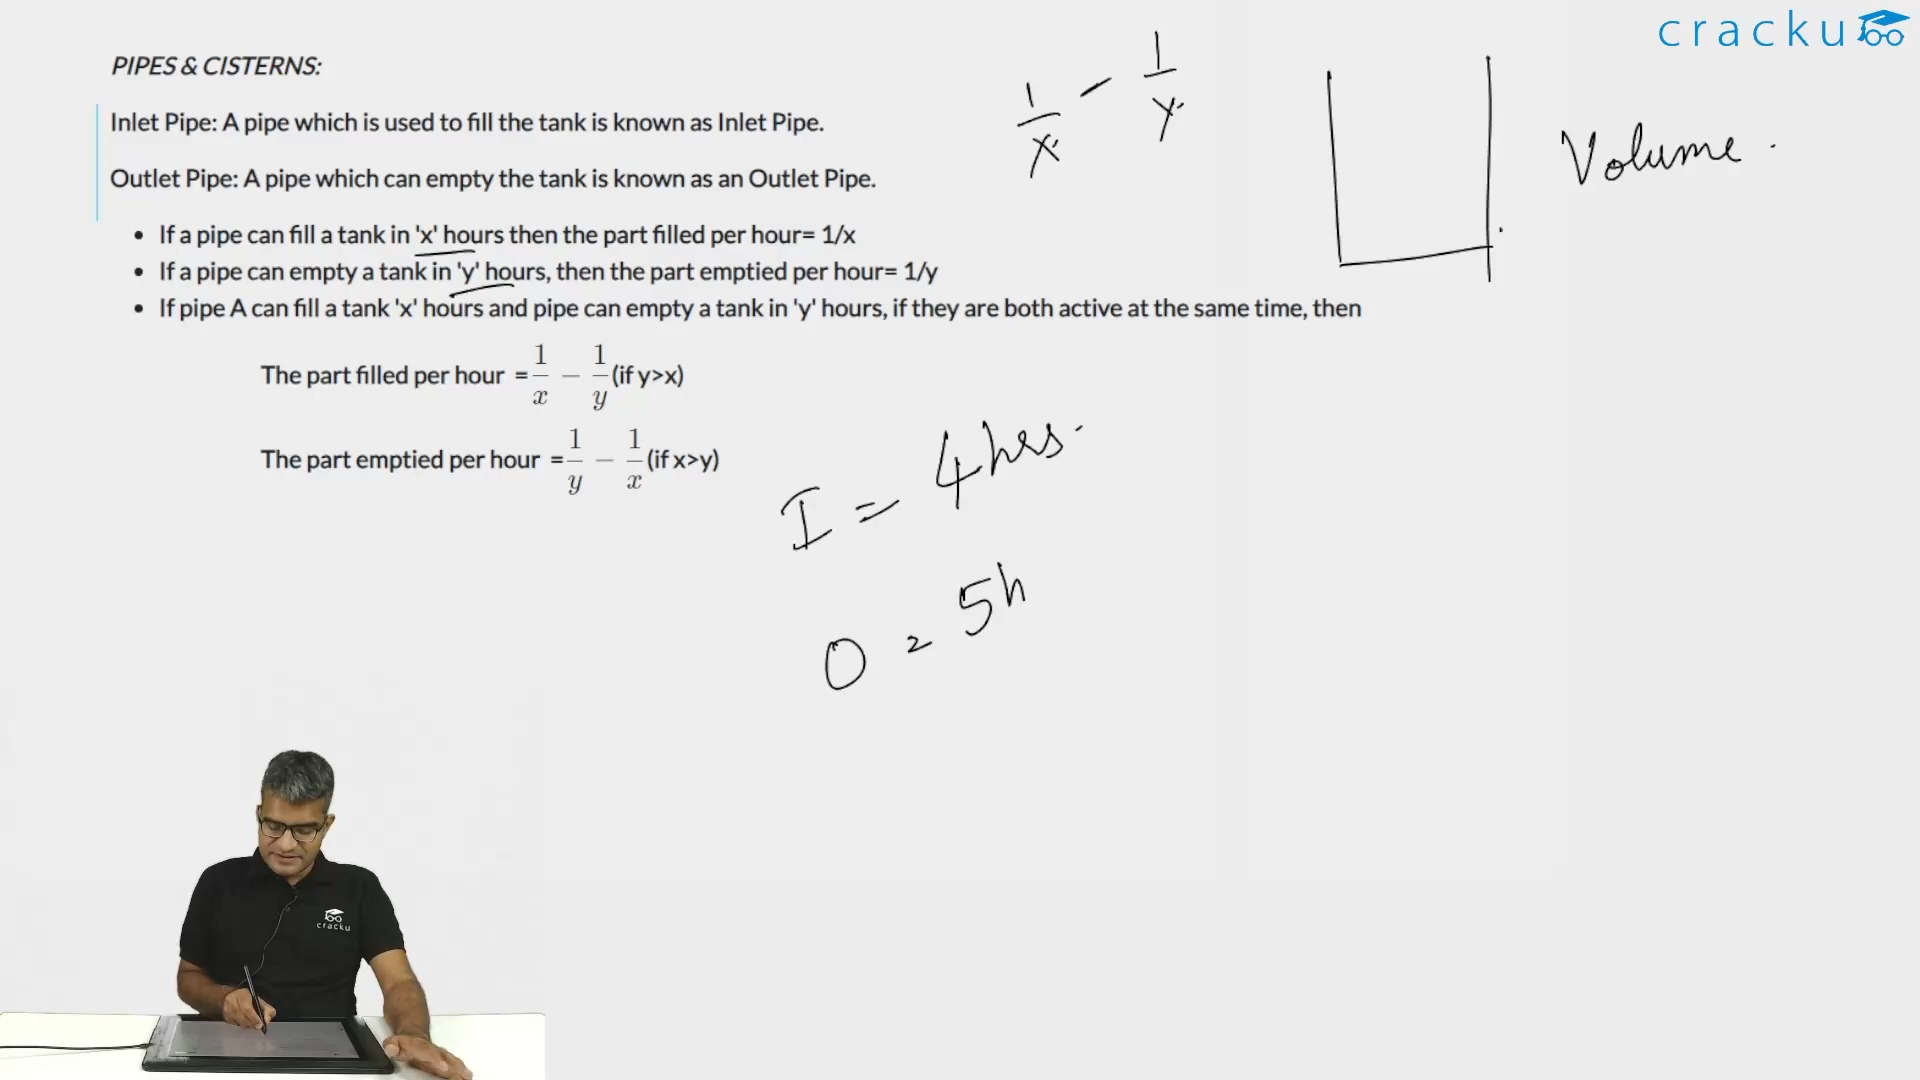 cracku
PIPES & CISTERNS:
Inlet Pipe: A pipe which is used to fill the tank is known as Inlet Pipe.
Outlet Pipe: A pipe which can empty the tank is known as an Outlet Pipe.
• If a pipe can fill a tank in 'x' hours then the part filled per hour= 1/x
• If a pipe can empty a tank in 'y' hours, then the part emptied per hour= 1/y
• If pipe A can fill a tank 'x' hours and pipe can empty a tank in 'y' hours, if they are both active at the same time, then
The part filled per hour = 1/x − 1/y (if y>x)
The part emptied per hour = 1/y − 1/x (if x>y)
1/x − 1/y
Volume.
I = 4 hrs.
O = 5h
cracku